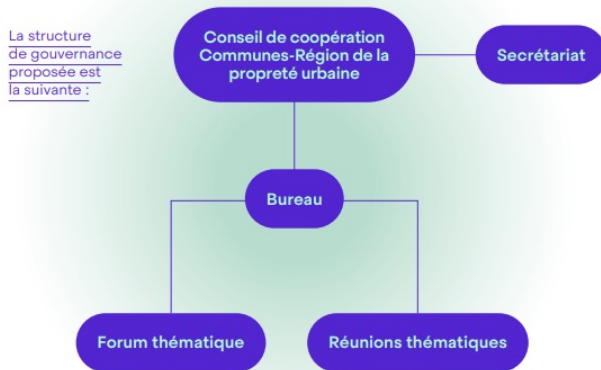 La structure
de gouvernance
proposée est
la suivante :
Conseil de coopération
Communes-Région de la
propreté urbaine
Secrétariat
Bureau
Forum thématique
Réunions thématiques